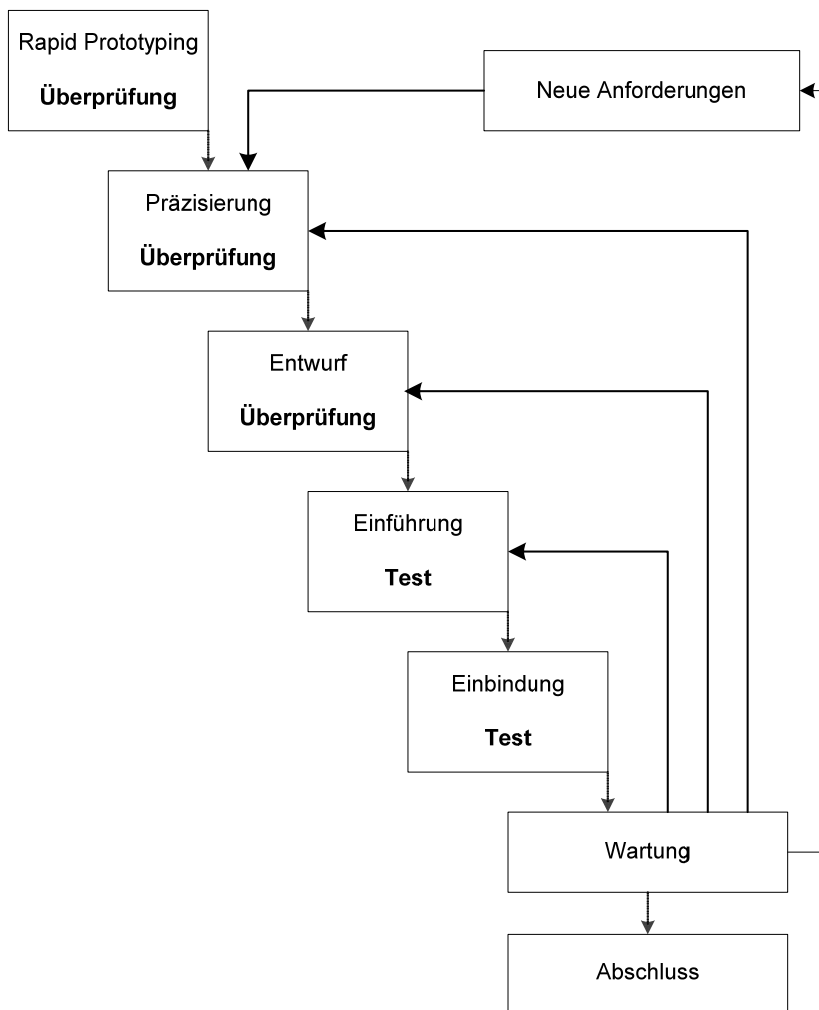 Rapid Prototyping
Überprüfung
Neue Anforderungen
Präzisierung
Überprüfung
Entwurf
Überprüfung
Einführung
Test
Einbindung
Test
Wartung
Abschluss